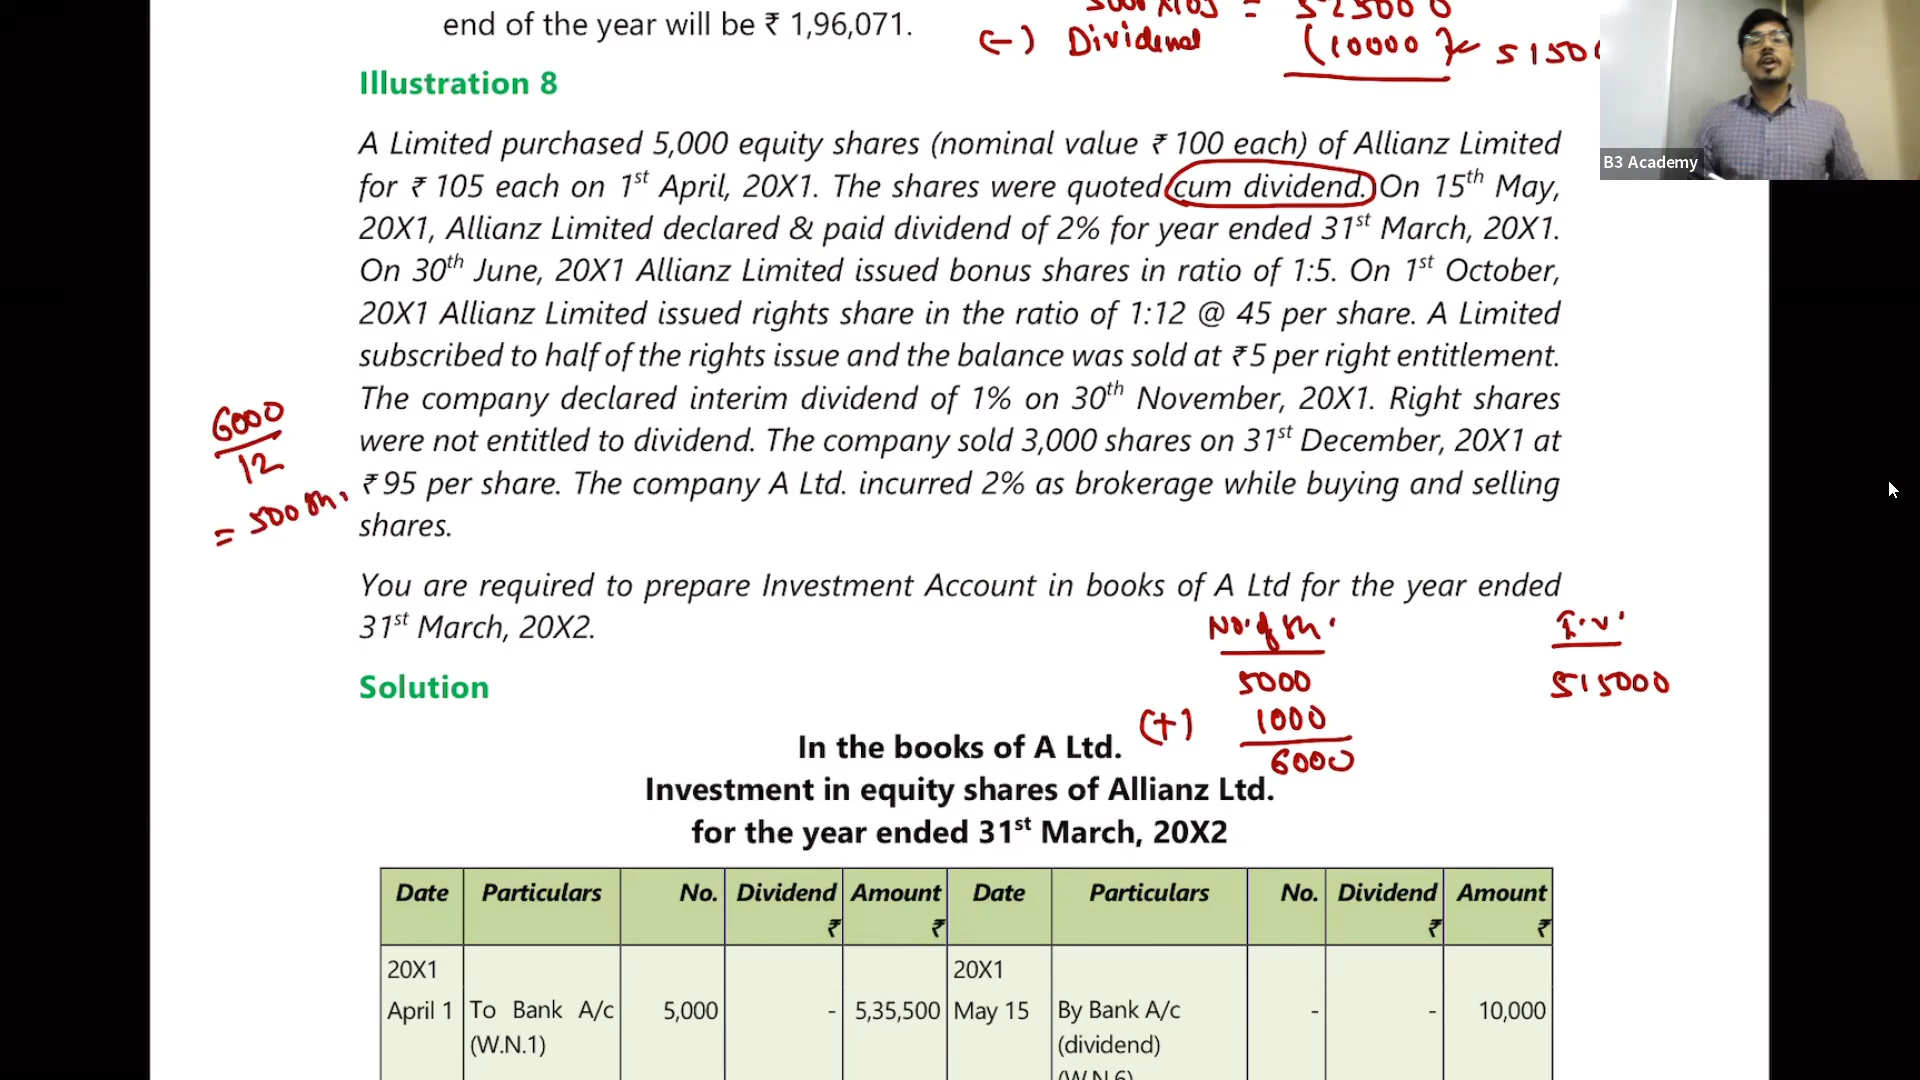 end of the year will be ₹ 1,96,071.
5000 × 105 = 525000
(-) Dividend (10000)
Illustration 8
A Limited purchased 5,000 equity shares (nominal value ₹ 100 each) of Allianz Limited
for ₹ 105 each on 1st April, 20X1. The shares were quoted cum dividend. On 15th May,
20X1, Allianz Limited declared & paid dividend of 2% for year ended 31st March, 20X1.
On 30th June, 20X1 Allianz Limited issued bonus shares in ratio of 1:5. On 1st October,
20X1 Allianz Limited issued rights share in the ratio of 1:12 @ 45 per share. A Limited
subscribed to half of the rights issue and the balance was sold at ₹ 5 per right entitlement.
The company declared interim dividend of 1% on 30th November, 20X1. Right shares
were not entitled to dividend. The company sold 3,000 shares on 31st December, 20X1 at
₹ 95 per share. The company A Ltd. incurred 2% as brokerage while buying and selling
shares.
6000
12
= 500 sh.
You are required to prepare Investment Account in books of A Ltd for the year ended
31st March, 20X2.
No. of sh. I.V.
Solution
5000 515000
(+) 1000
6000
In the books of A Ltd.
Investment in equity shares of Allianz Ltd.
for the year ended 31st March, 20X2
Date Particulars No. Dividend ₹ Amount ₹ Date Particulars No. Dividend ₹ Amount ₹
20X1 20X1
April 1 To Bank A/c 5,000 - 5,35,500 May 15 By Bank A/c - - 10,000
(W.N.1) (dividend)
(W.N.6)
B3 Academy